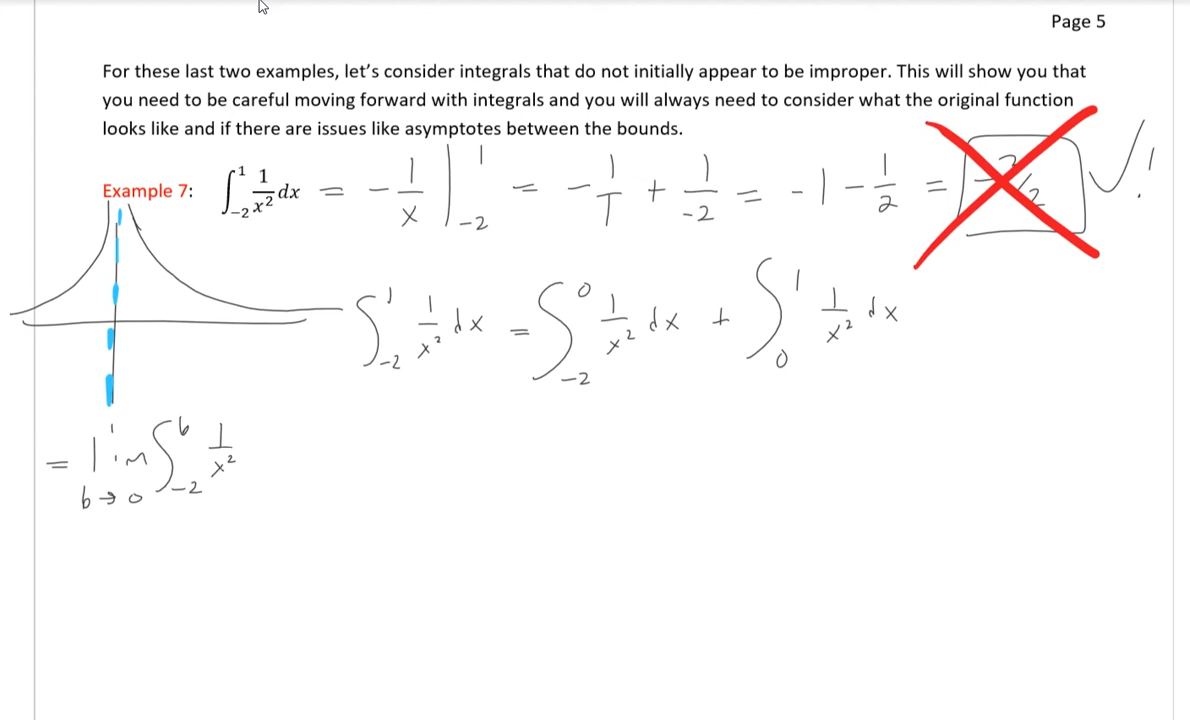 Page 5
For these last two examples, let's consider integrals that do not initially appear to be improper. This will show you that
you need to be careful moving forward with integrals and you will always need to consider what the original function
looks like and if there are issues like asymptotes between the bounds.
Example 7: ∫_{-2}^{1} 1/x² dx = -1/x |_{-2}^{1} = -1/1 + 1/-2 = -1 - 1/2 = -3/2 ✓!
∫_{-2}^{1} 1/x² dx = ∫_{-2}^{0} 1/x² dx + ∫_{0}^{1} 1/x² dx
= lim_{b→0} ∫_{-2}^{b} 1/x²